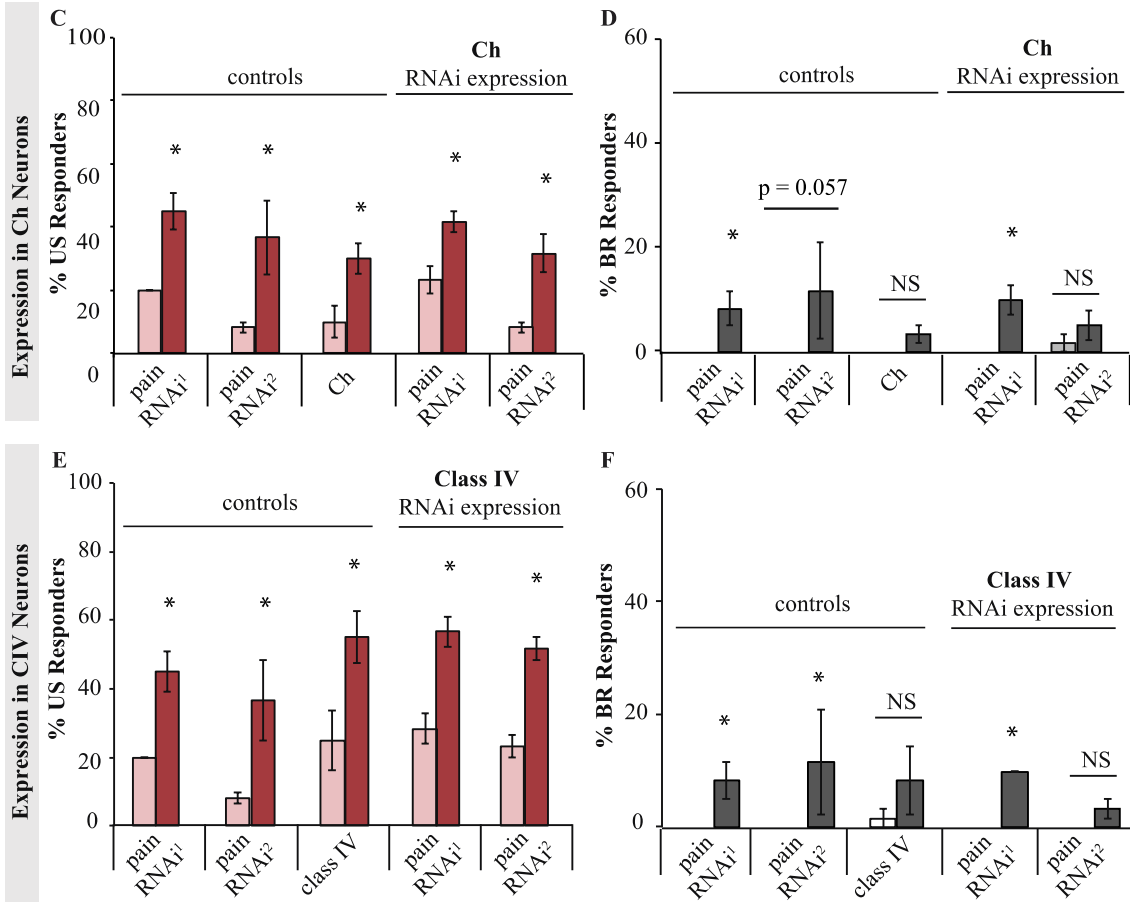 Expression in Ch Neurons
C
% US Responders
100
80
60
40
20
0
controls
Ch
RNAi expression
*
*
*
*
*
pain
RNAi¹
pain
RNAi²
Ch
pain
RNAi¹
pain
RNAi²
D
% BR Responders
60
40
20
0
controls
Ch
RNAi expression
*
p = 0.057
NS
*
NS
pain
RNAi¹
pain
RNAi²
Ch
pain
RNAi¹
pain
RNAi²
Expression in CIV Neurons
E
% US Responders
100
80
60
40
20
0
controls
Class IV
RNAi expression
*
*
*
*
*
pain
RNAi¹
pain
RNAi²
class IV
pain
RNAi¹
pain
RNAi²
F
% BR Responders
60
40
20
0
controls
Class IV
RNAi expression
*
*
NS
*
NS
pain
RNAi¹
pain
RNAi²
class IV
pain
RNAi¹
pain
RNAi²